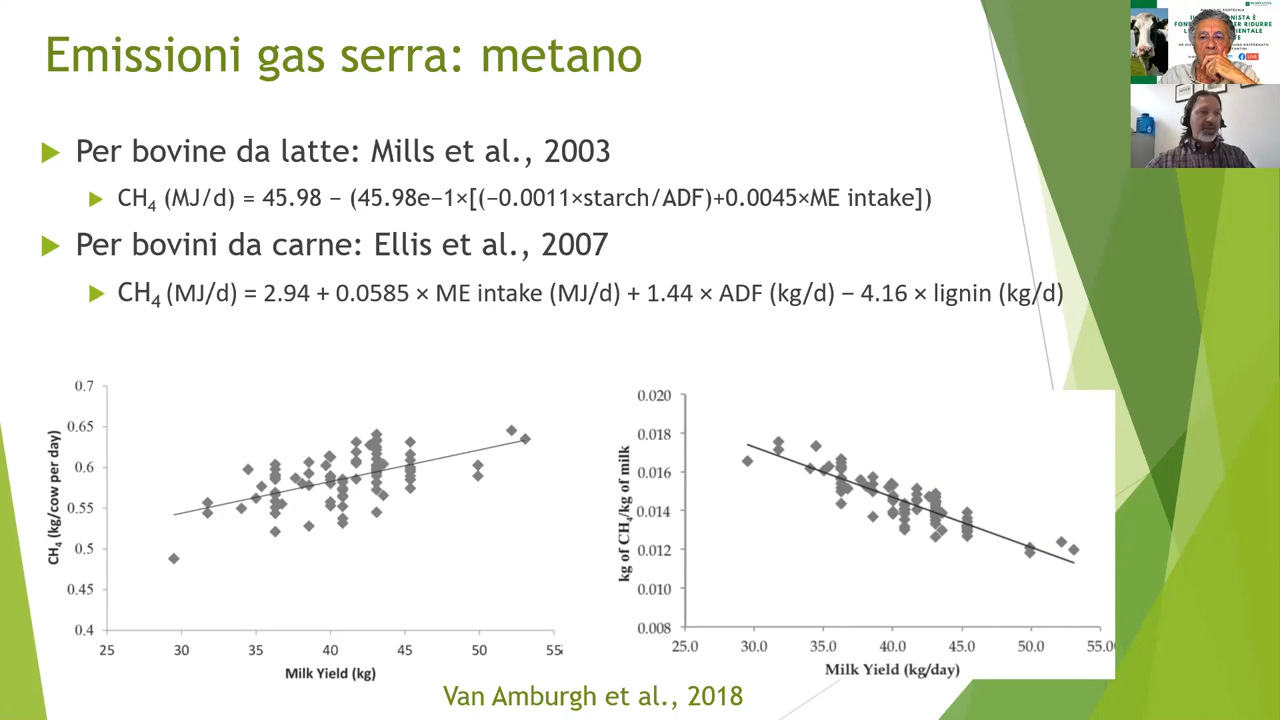 Emissioni gas serra: metano
Per bovine da latte: Mills et al., 2003
CH₄ (MJ/d) = 45.98 − (45.98e−1×[(−0.0011×starch/ADF)+0.0045×ME intake])
Per bovini da carne: Ellis et al., 2007
CH₄ (MJ/d) = 2.94 + 0.0585 × ME intake (MJ/d) + 1.44 × ADF (kg/d) − 4.16 × lignin (kg/d)
CH₄ (kg/cow per day)
0.7
0.65
0.6
0.55
0.5
0.45
0.4
25 30 35 40 45 50 55
Milk Yield (kg)
kg of CH₄/kg of milk
0.020
0.018
0.016
0.014
0.012
0.010
0.008
25.0 30.0 35.0 40.0 45.0 50.0 55.0
Milk Yield (kg/day)
Van Amburgh et al., 2018
LIVE